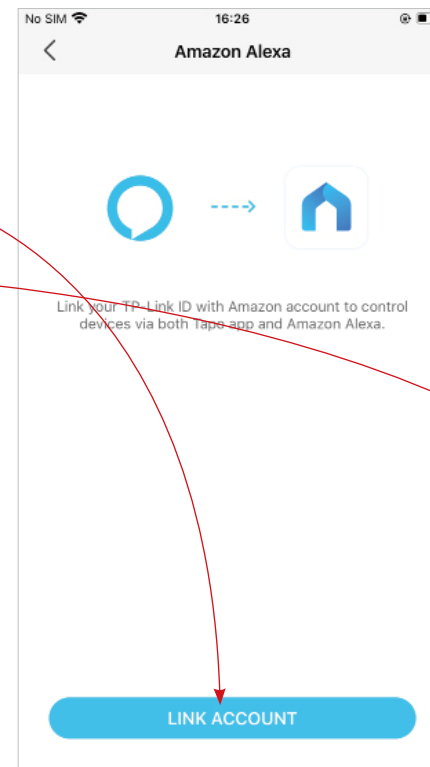 No SIM 16:26
Amazon Alexa
Link your TP-Link ID with Amazon account to control
devices via both Tapo app and Amazon Alexa.
LINK ACCOUNT